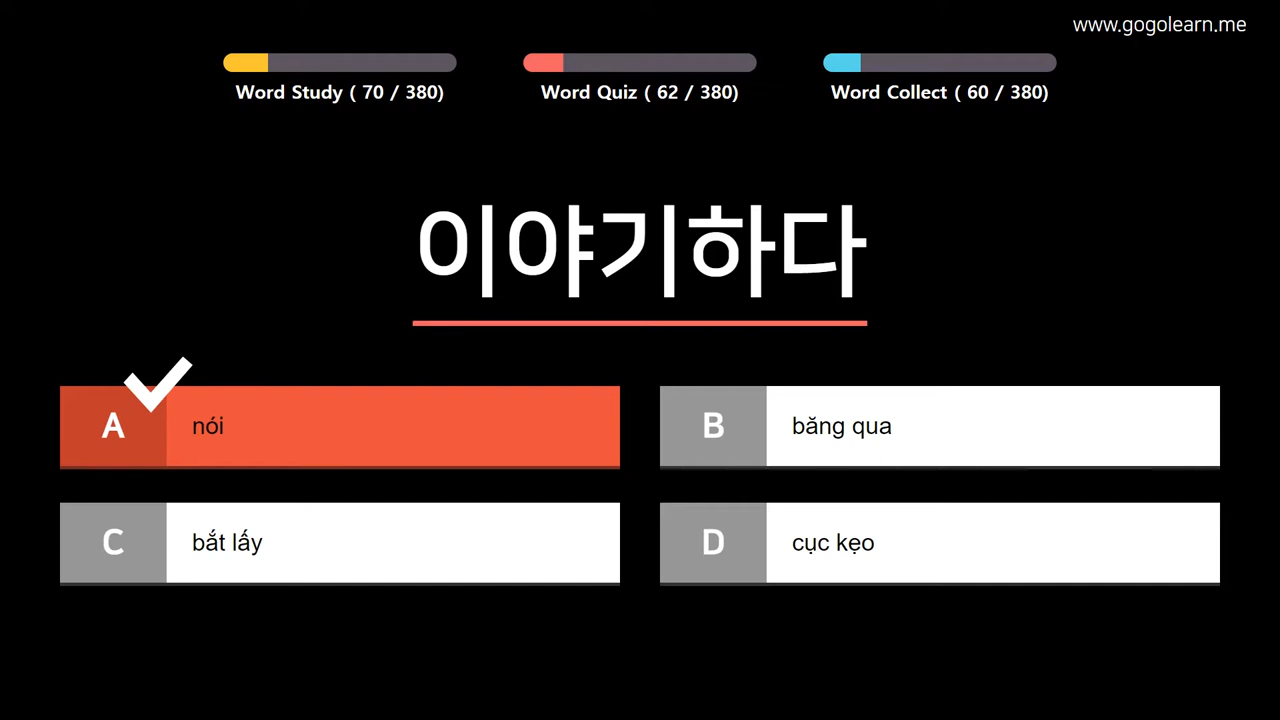 www.gogolearn.me
Word Study ( 70 / 380)
Word Quiz ( 62 / 380)
Word Collect ( 60 / 380)
이야기하다
A nói
B băng qua
C bắt lấy
D cục kẹo